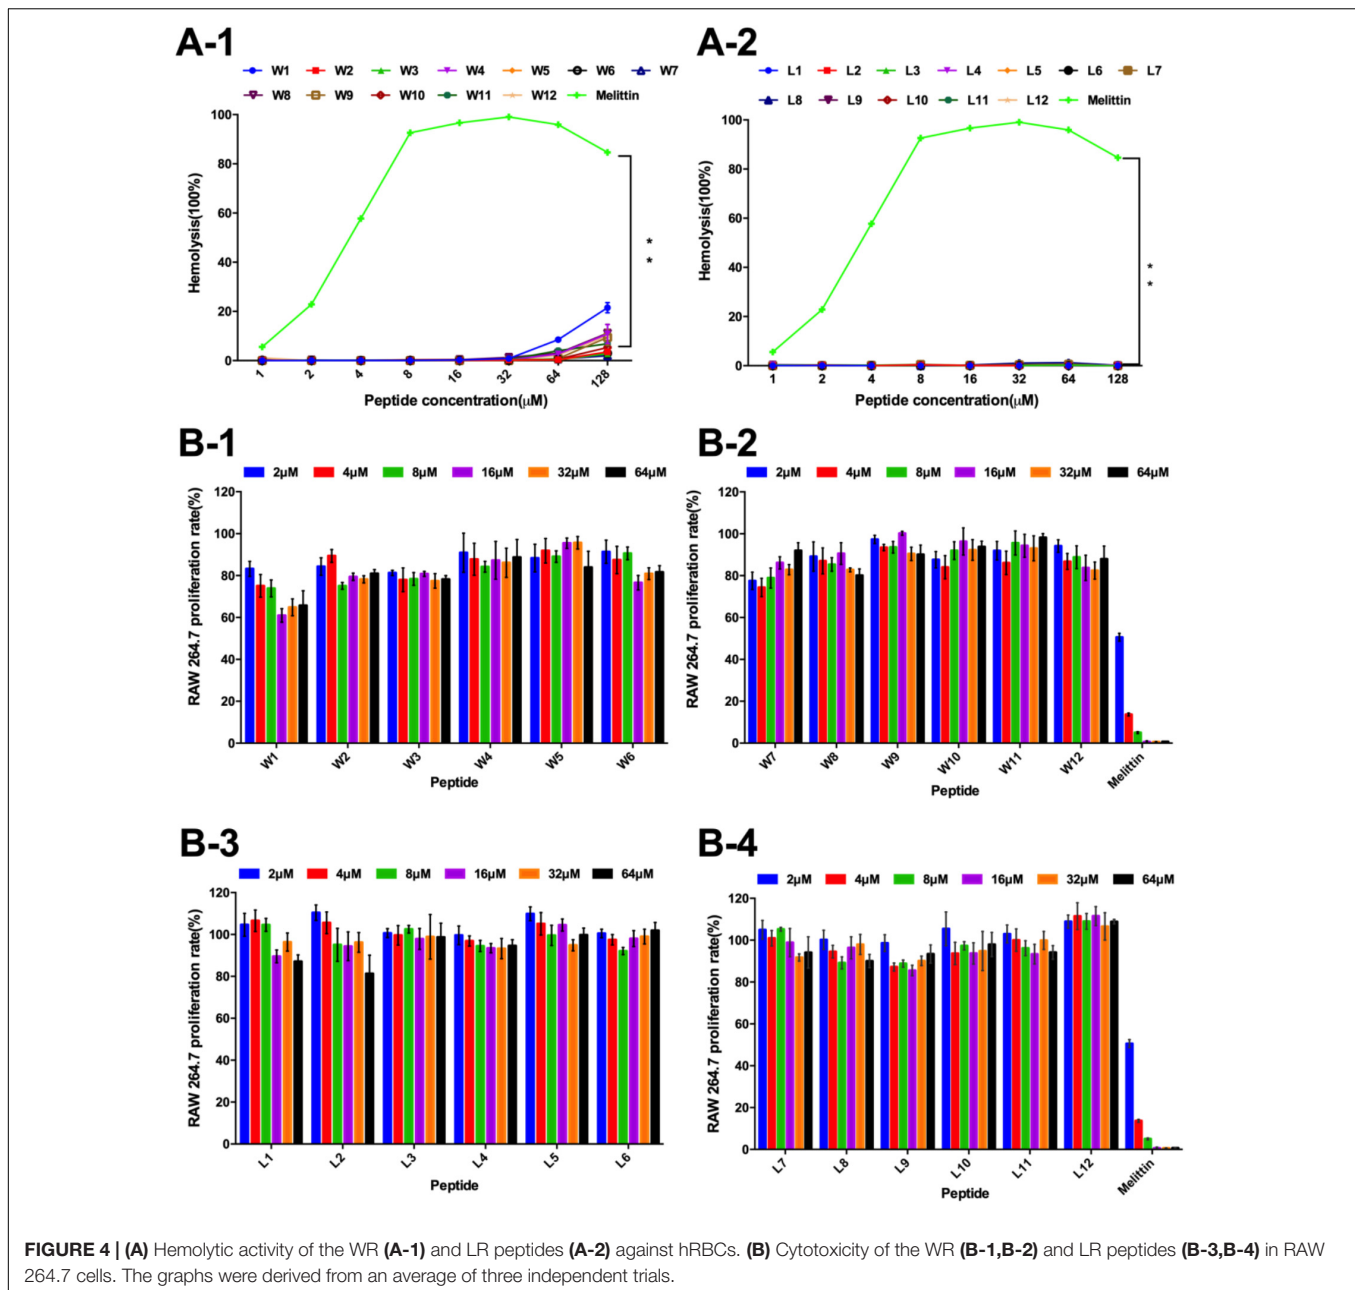 A-1
W1 W2 W3 W4 W5 W6 W7
W8 W9 W10 W11 W12 Melittin
Hemolysis(100%)
100
80
60
40
20
0
1 2 4 8 16 32 64 128
Peptide concentration(μM)
* *
A-2
L1 L2 L3 L4 L5 L6 L7
L8 L9 L10 L11 L12 Melittin
Hemolysis(100%)
100
80
60
40
20
0
1 2 4 8 16 32 64 128
Peptide concentration(μM)
* *
B-1
2μM 4μM 8μM 16μM 32μM 64μM
RAW 264.7 proliferation rate(%)
120
100
80
60
40
20
0
W1 W2 W3 W4 W5 W6
Peptide
B-2
2μM 4μM 8μM 16μM 32μM 64μM
RAW 264.7 proliferation rate(%)
120
100
80
60
40
20
0
W7 W8 W9 W10 W11 W12 Melittin
Peptide
B-3
2μM 4μM 8μM 16μM 32μM 64μM
RAW 264.7 proliferation rate(%)
120
100
80
60
40
20
0
L1 L2 L3 L4 L5 L6
Peptide
B-4
2μM 4μM 8μM 16μM 32μM 64μM
RAW 264.7 proliferation rate(%)
120
100
80
60
40
20
0
L7 L8 L9 L10 L11 L12 Melittin
Peptide
FIGURE 4 | (A) Hemolytic activity of the WR (A-1) and LR peptides (A-2) against hRBCs. (B) Cytotoxicity of the WR (B-1,B-2) and LR peptides (B-3,B-4) in RAW
264.7 cells. The graphs were derived from an average of three independent trials.